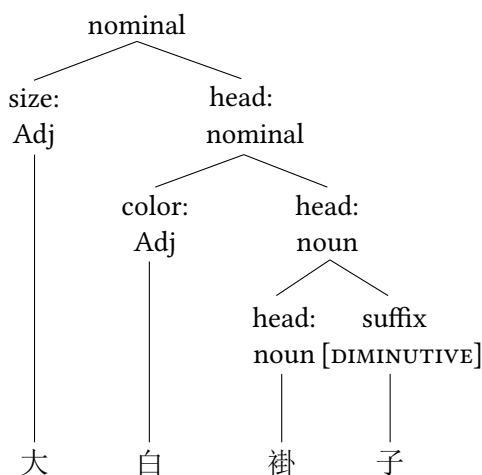 nominal
size: head:
Adj nominal
color: head:
Adj noun
head: suffix
noun [DIMINUTIVE]
大 白 褂 子